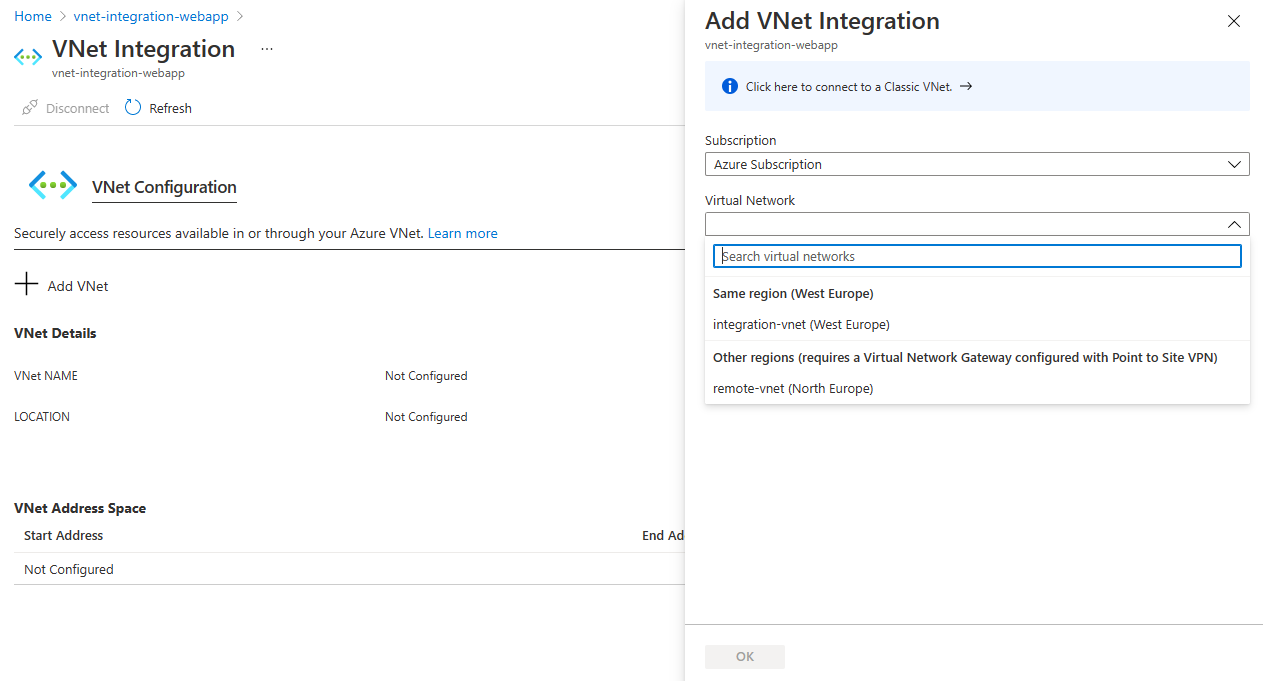 Home > vnet-integration-webapp >
VNet Integration ...
vnet-integration-webapp
Disconnect Refresh
VNet Configuration
Securely access resources available in or through your Azure VNet. Learn more
Add VNet
VNet Details
VNet NAME Not Configured
LOCATION Not Configured
VNet Address Space
Start Address End Ad
Not Configured
Add VNet Integration
vnet-integration-webapp
Click here to connect to a Classic VNet. →
Subscription
Azure Subscription
Virtual Network
Search virtual networks
Same region (West Europe)
integration-vnet (West Europe)
Other regions (requires a Virtual Network Gateway configured with Point to Site VPN)
remote-vnet (North Europe)
OK